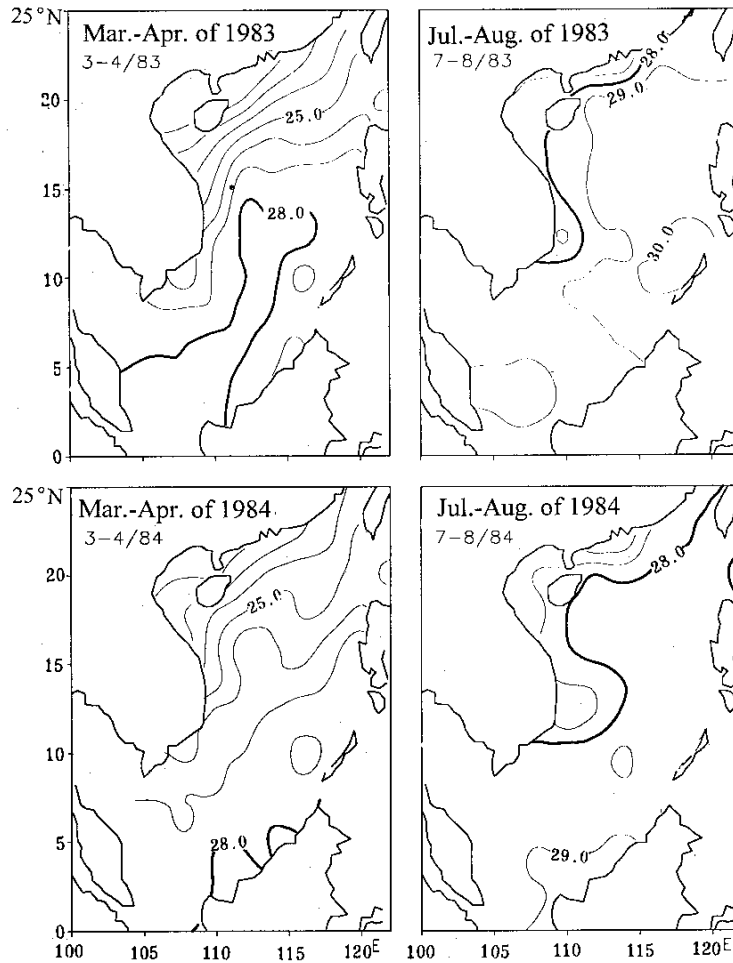 25°N
Mar.-Apr. of 1983
3-4/83
25.0
28.0
20
15
10
5
0
Jul.-Aug. of 1983
7-8/83
28.0
29.0
30.0
25°N
Mar.-Apr. of 1984
3-4/84
25.0
28.0
20
15
10
5
0
100 105 110 115 120E
Jul.-Aug. of 1984
7-8/84
28.0
29.0
100 105 110 115 120E